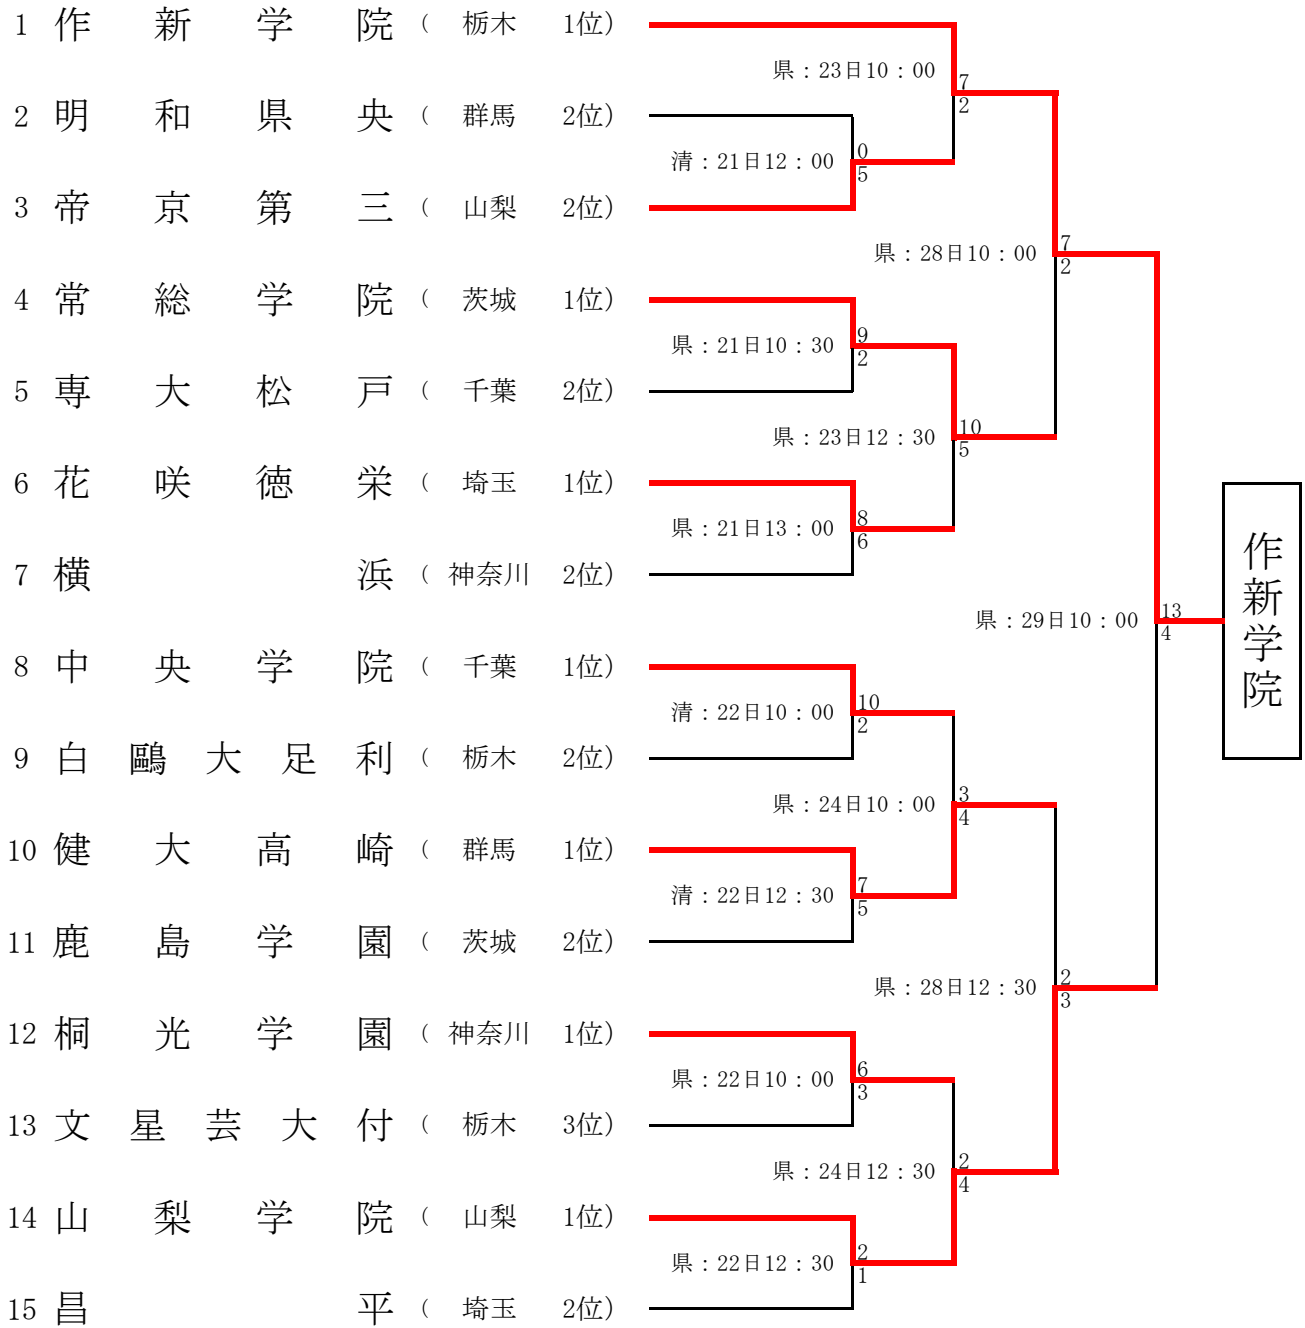 1 作新学院 ( 栃木 1位)
県：23日10：00
7
2
2 明和県央 ( 群馬 2位)
清：21日12：00
0
5
3 帝京第三 ( 山梨 2位)
県：28日10：00
7
2
4 常総学院 ( 茨城 1位)
県：21日10：30
9
2
5 専大松戸 ( 千葉 2位)
県：23日12：30
10
5
6 花咲徳栄 ( 埼玉 1位)
県：21日13：00
8
6
7 横浜 ( 神奈川 2位)
県：29日10：00
13
4
作新学院
8 中央学院 ( 千葉 1位)
清：22日10：00
10
2
9 白鷗大足利 ( 栃木 2位)
県：24日10：00
3
4
10 健大高崎 ( 群馬 1位)
清：22日12：30
7
5
11 鹿島学園 ( 茨城 2位)
県：28日12：30
2
3
12 桐光学園 ( 神奈川 1位)
県：22日10：00
6
3
13 文星芸大付 ( 栃木 3位)
県：24日12：30
2
4
14 山梨学院 ( 山梨 1位)
県：22日12：30
2
1
15 昌平 ( 埼玉 2位)